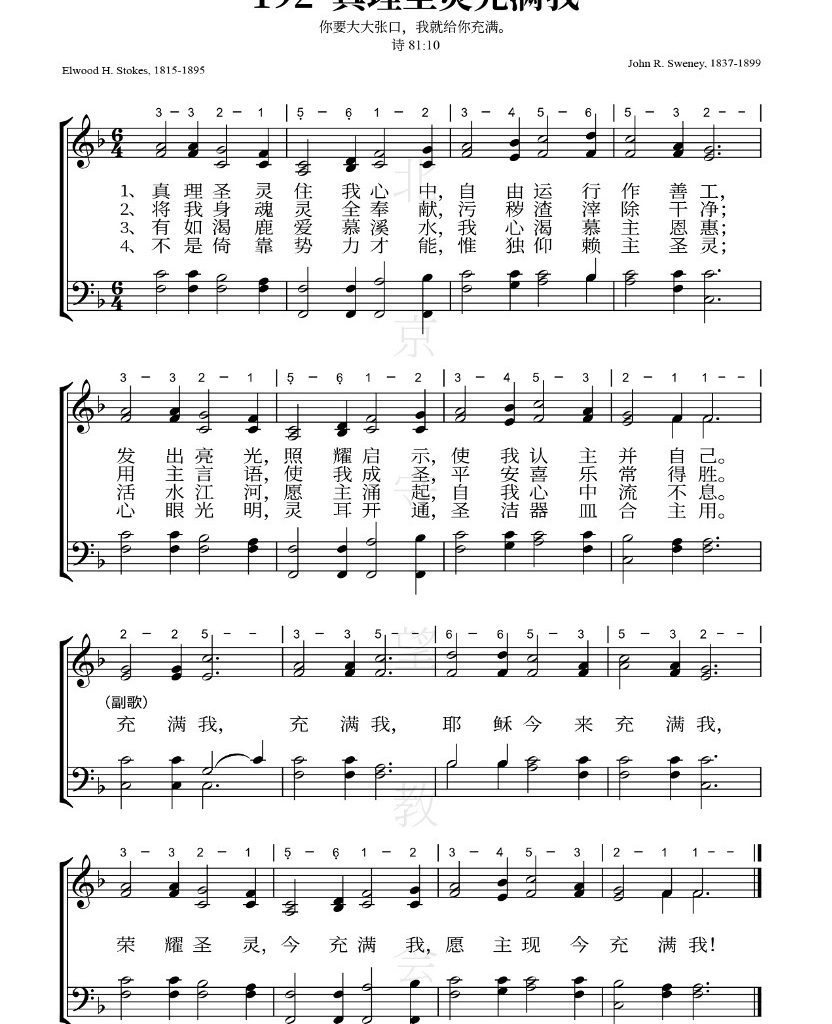 192 真理圣灵充满我
你要大大张口，我就给你充满。
诗 81:10
Elwood H. Stokes, 1815-1895
John R. Sweney, 1837-1899
3 – 3 2 – 1 | 5̣ – 6̣ 1 – 2 | 3 – 4 5 – 6 | 5 – 3 2 – – |
6 4
1、真 理 圣 灵 住 我 心 中，自 由 运 行 作 善 工，
2、将 我 身 魂 灵 全 奉 献，污 秽 渣 滓 除 干 净；
3、有 如 渴 鹿 爱 慕 溪 水，我 心 渴 慕 主 恩 惠；
4、不 是 倚 靠 势 力 才 能，惟 独 仰 赖 主 圣 灵；
6 4
3 – 3 2 – 1 | 5̣ – 6̣ 1 – 2 | 3 – 4 5 – 3 | 2 – 1 1 – – |
发 出 亮 光，照 耀 启 示，使 我 认 主 并 自 己。
用 主 言 语，使 我 成 圣，平 安 喜 乐 常 得 胜。
活 水 江 河，愿 主 涌 起，自 我 心 中 流 不 息。
心 眼 光 明，灵 耳 开 通，圣 洁 器 皿 合 主 用。
2 – 2 5 – – | 3 – 3 5 – – | 6 – 6 5 – 3 | 5 – 3 2 – – |
（副歌）
充 满 我， 充 满 我， 耶 稣 今 来 充 满 我，
3 – 3 2 – 1 | 5̣ – 6̣ 1 – 2 | 3 – 4 5 – 3 | 2 – 1 1 – – ‖
荣 耀 圣 灵，今 充 满 我，愿 主 现 今 充 满 我！
北
京
守
望
教
会